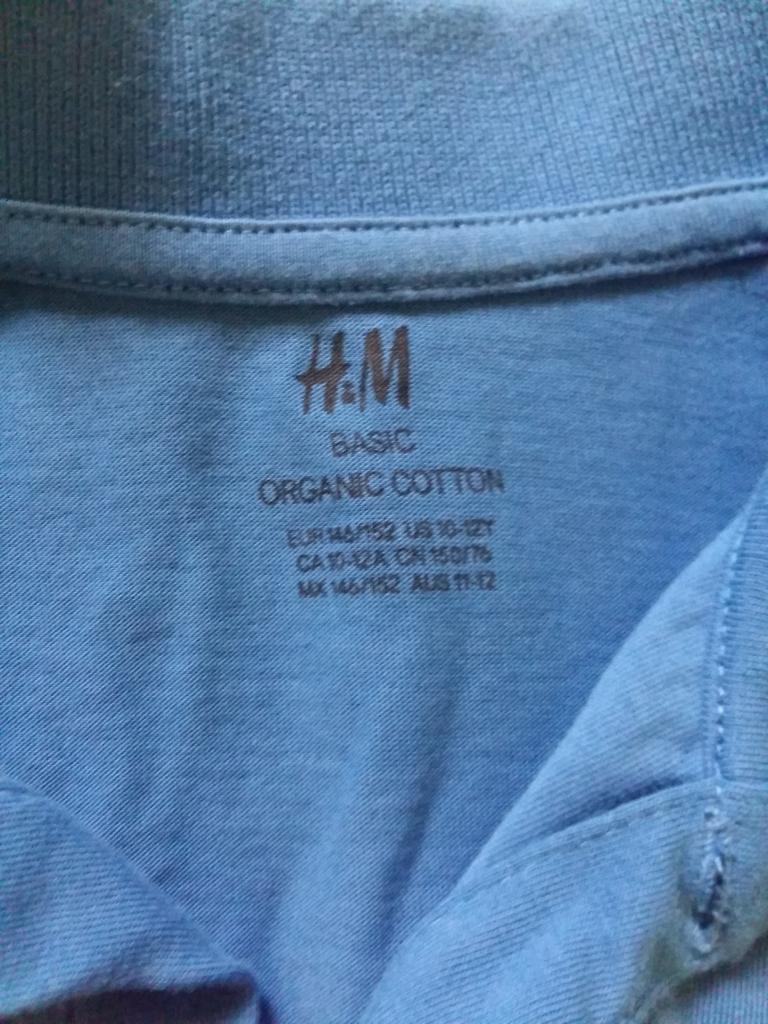 H&M
BASIC
ORGANIC COTTON
EUR 146/152 US 10-12Y
CA 10-12A CN 150/76
MX 146/152 AUS 11-12